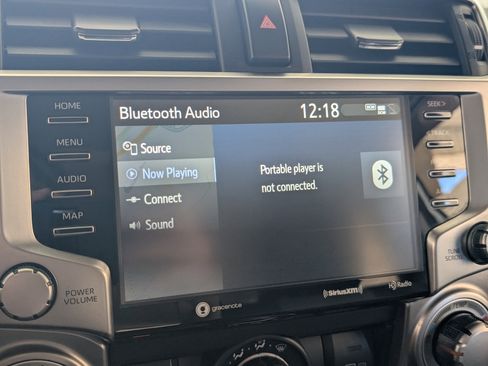 HOME
MENU
AUDIO
MAP
POWER
VOLUME
Bluetooth Audio
12:18
Source
Now Playing
Connect
Sound
Portable player is
not connected.
SEEK >
< TRACK
TUNE
SCROLL
gracenote
SiriusXM
HD Radio